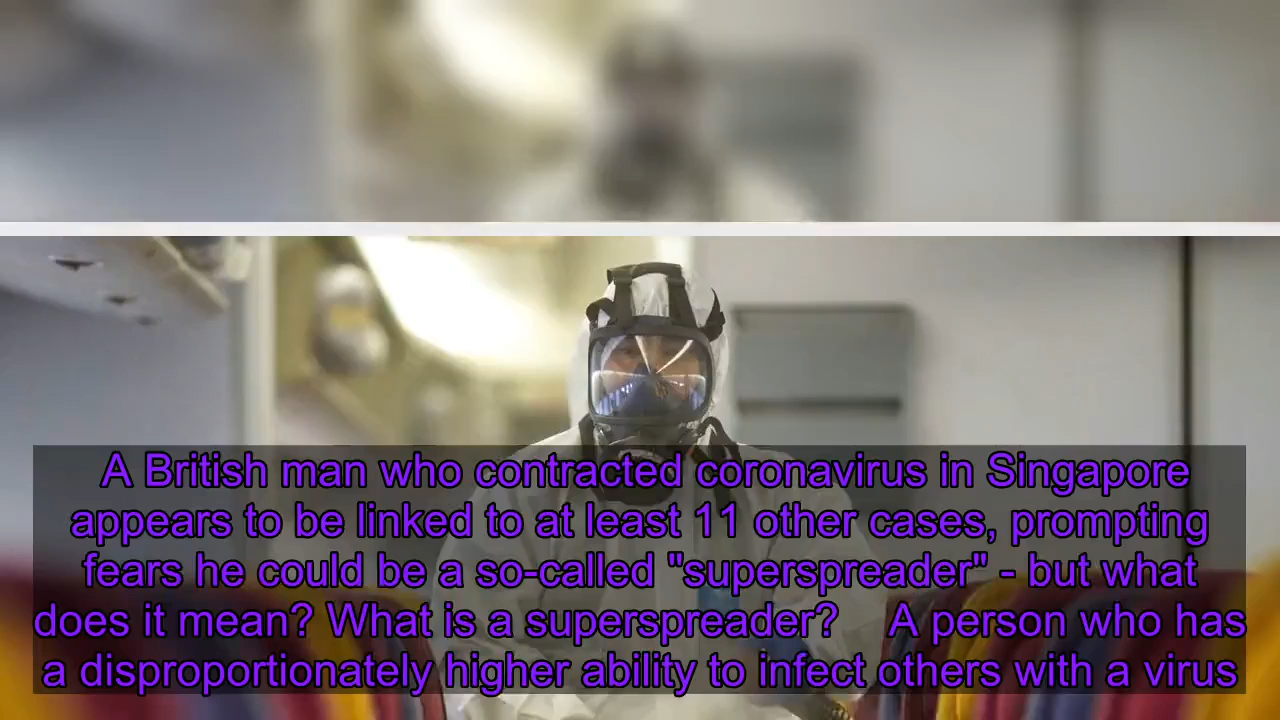 A British man who contracted coronavirus in Singapore
appears to be linked to at least 11 other cases, prompting
fears he could be a so-called "superspreader" - but what
does it mean? What is a superspreader?    A person who has
a disproportionately higher ability to infect others with a virus